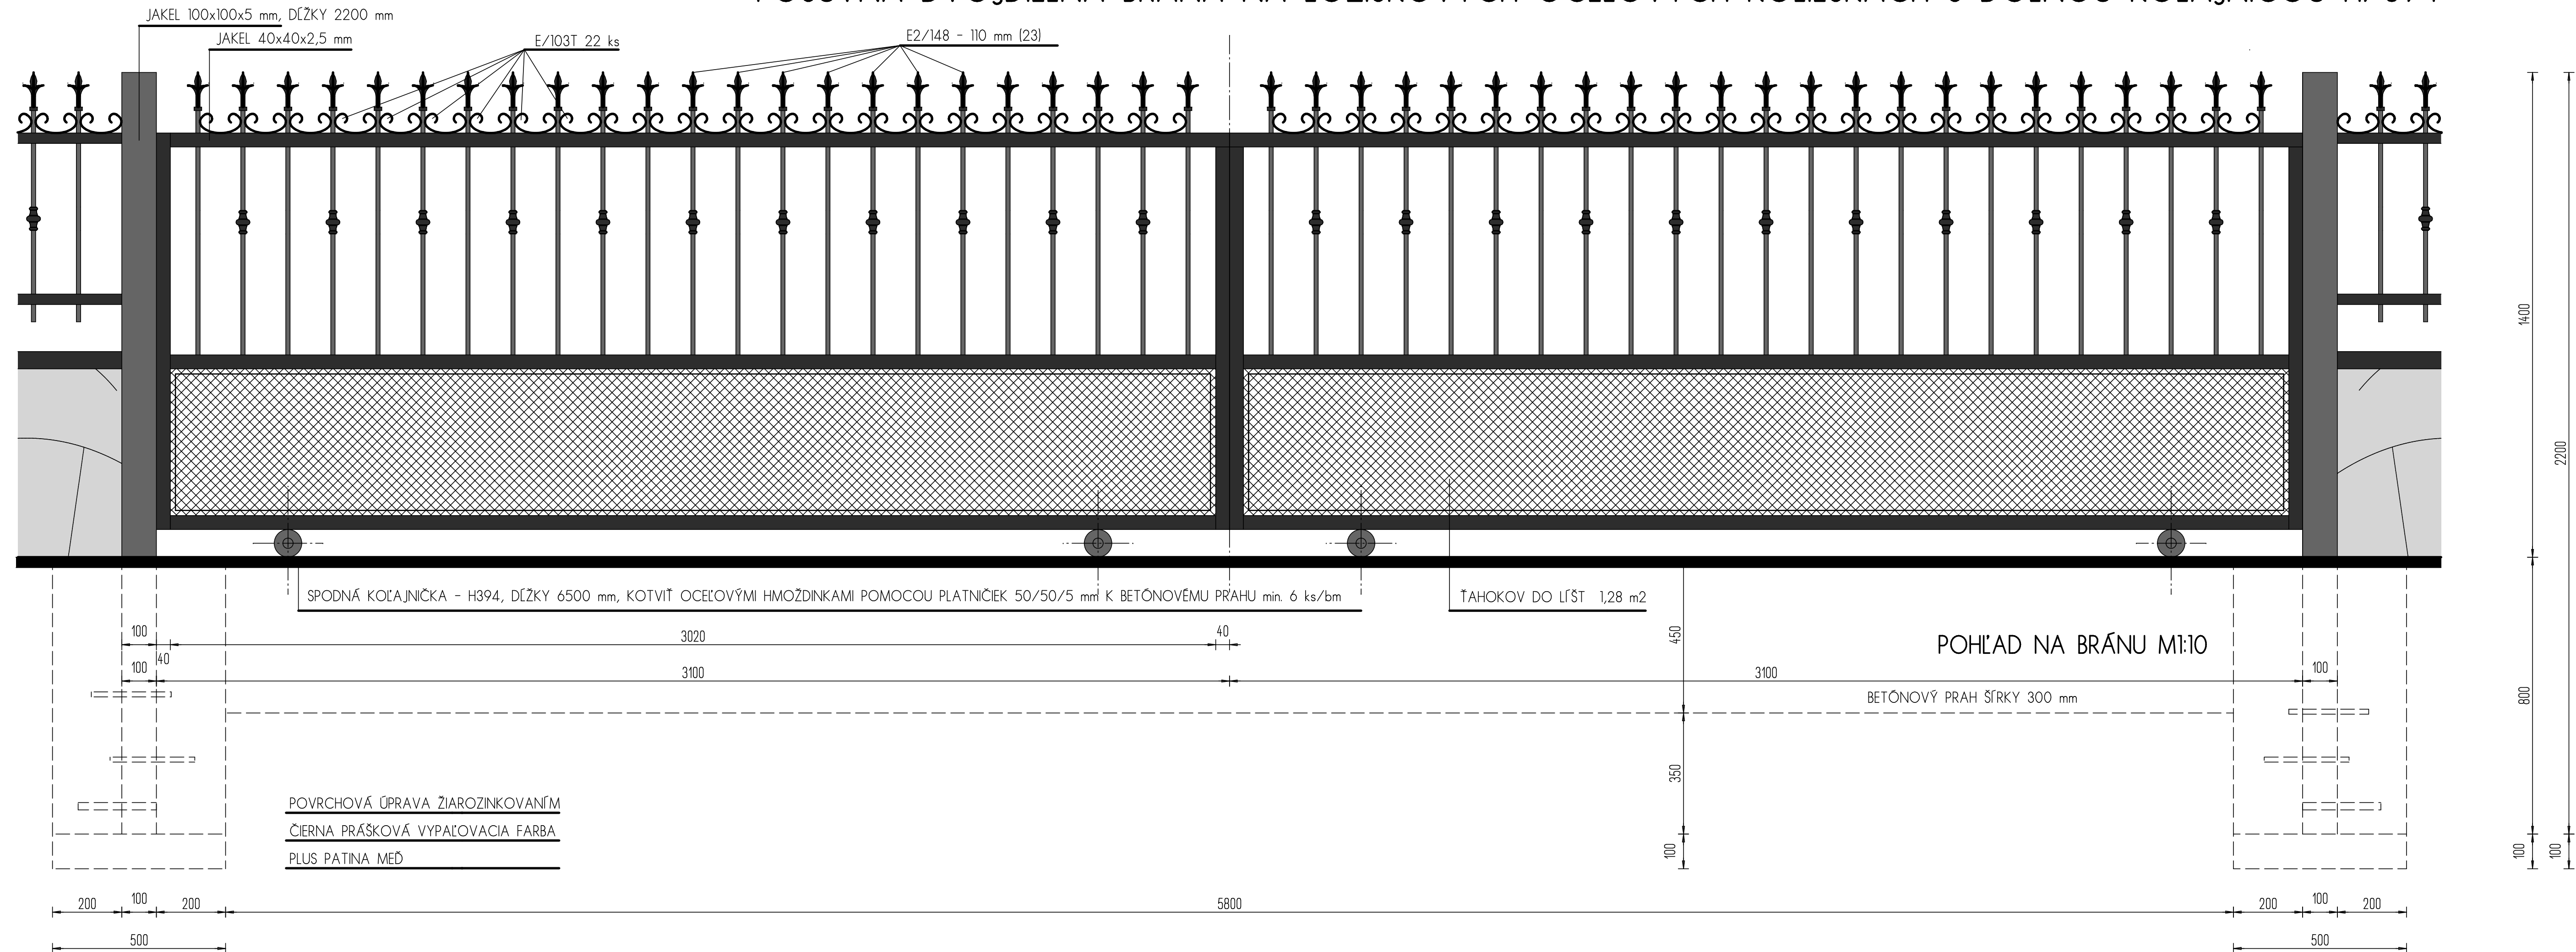 JAKEL 100x100x5 mm, DĹŽKY 2200 mm
JAKEL 40x40x2,5 mm
E/103T 22 ks
E2/148 - 110 mm (23)
1400
2200
SPODNÁ KOĽAJNIČKA - H394, DĹŽKY 6500 mm, KOTVIŤ OCEĽOVÝMI HMOŽDINKAMI POMOCOU PLATNIČIEK 50/50/5 mm K BETÓNOVÉMU PRAHU min. 6 ks/bm
ŤAHOKOV DO LÍŠT 1,28 m2
100
3020
40
450
POHĽAD NA BRÁNU M1:10
100
40
3100
3100
100
BETÓNOVÝ PRAH ŠÍRKY 300 mm
800
350
POVRCHOVÁ ÚPRAVA ŽIAROZINKOVANÍM
ČIERNA PRÁŠKOVÁ VYPAĽOVACIA FARBA
PLUS PATINA MEĎ
100
100
100
200
100
200
5800
200
100
200
500
500